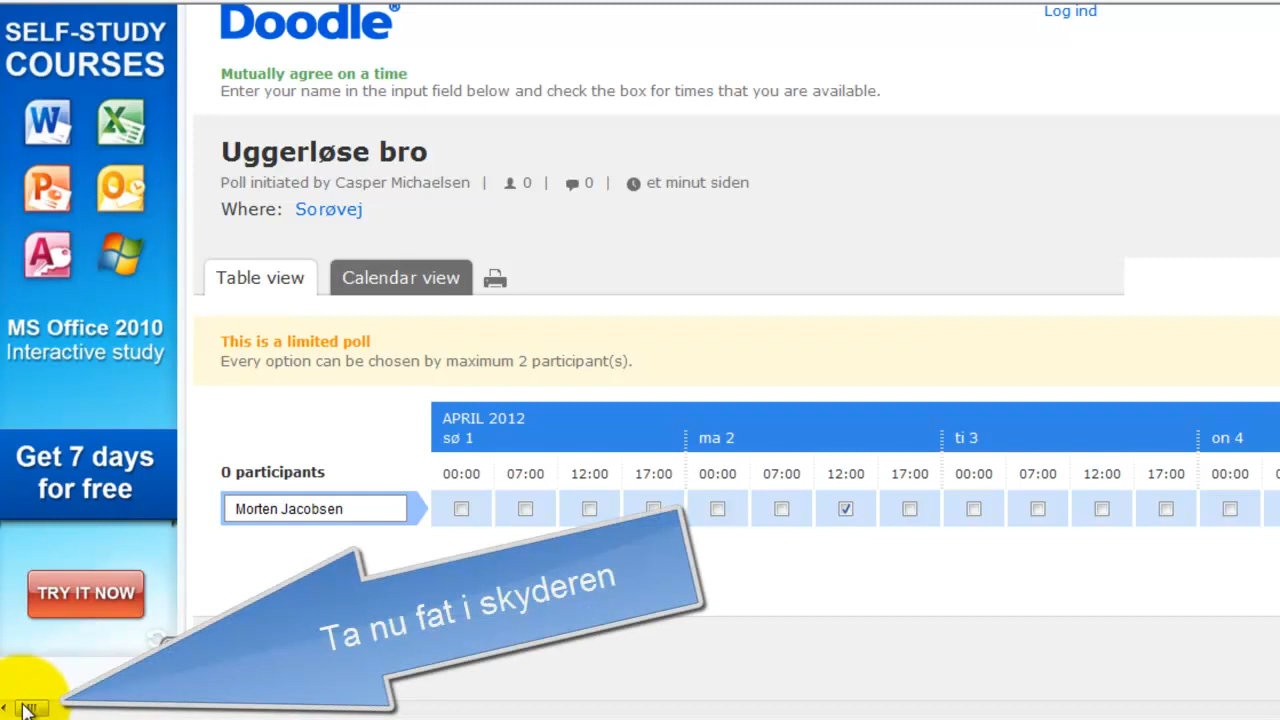 SELF-STUDY
COURSES
MS Office 2010
Interactive study
Get 7 days
for free
TRY IT NOW
Doodle®
Log ind
Mutually agree on a time
Enter your name in the input field below and check the box for times that you are available.
Uggerløse bro
Poll initiated by Casper Michaelsen | 0 | 0 | et minut siden
Where: Sorøvej
Table view Calendar view
This is a limited poll
Every option can be chosen by maximum 2 participant(s).
APRIL 2012
sø 1 ma 2 ti 3 on 4
0 participants 00:00 07:00 12:00 17:00 00:00 07:00 12:00 17:00 00:00 07:00 12:00 17:00 00:00
Morten Jacobsen
Ta nu fat i skyderen